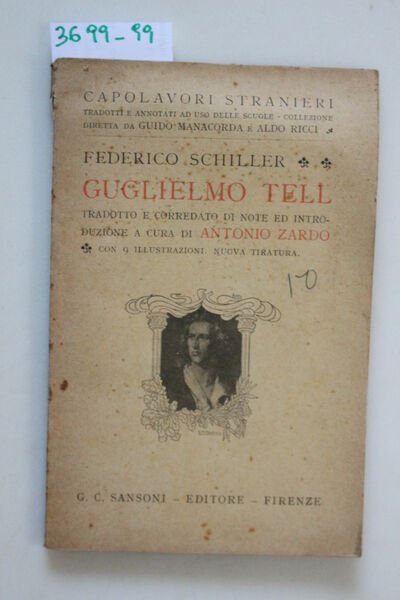 3699-99
CAPOLAVORI STRANIERI
TRADOTTI E ANNOTATI AD USO DELLE SCUOLE - COLLEZIONE
DIRETTA DA GUIDO MANACORDA E ALDO RICCI
FEDERICO SCHILLER
GUGLIELMO TELL
TRADOTTO E CORREDATO DI NOTE ED INTRO-
DUZIONE A CURA DI ANTONIO ZARDO
CON 9 ILLUSTRAZIONI. NUOVA TIRATURA.
G. C. SANSONI - EDITORE - FIRENZE